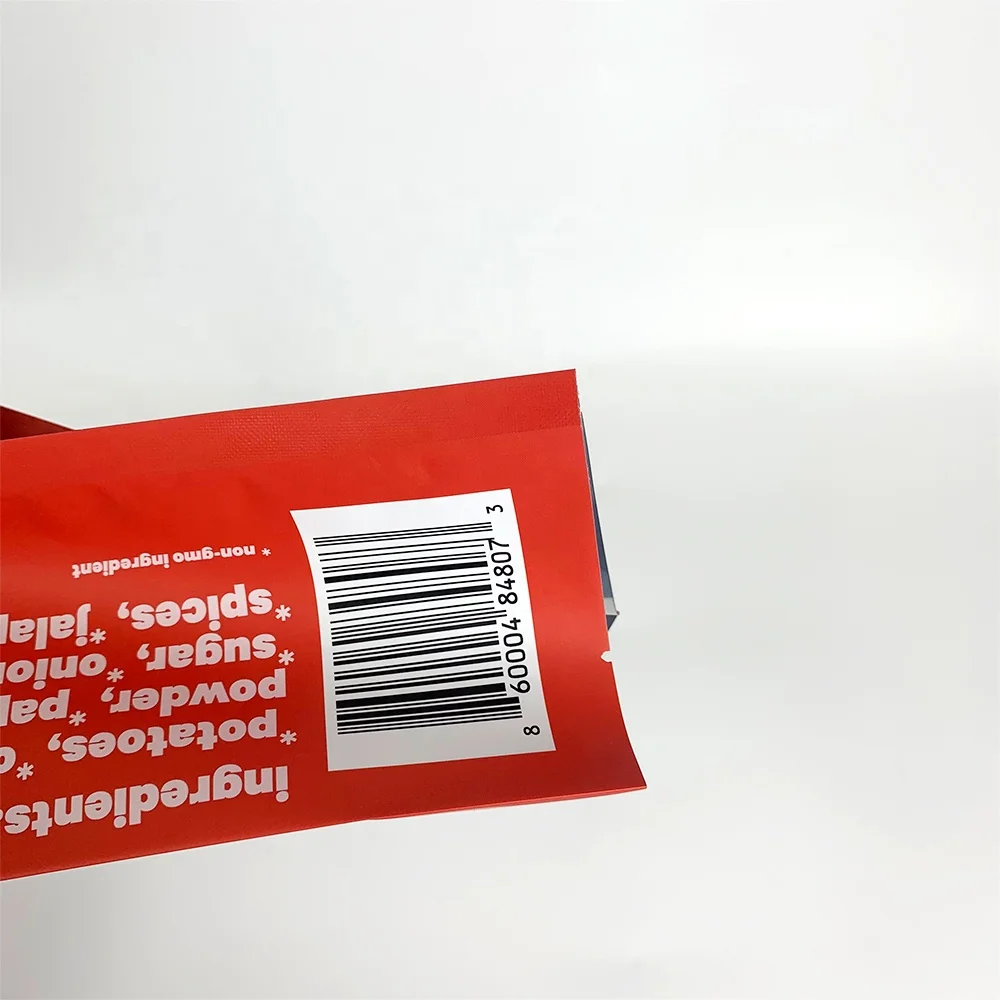 ingredients:
*potatoes, *
powder, *
*sugar, *
*spices, *
* non-gmo ingredient
8 60004 84807 3